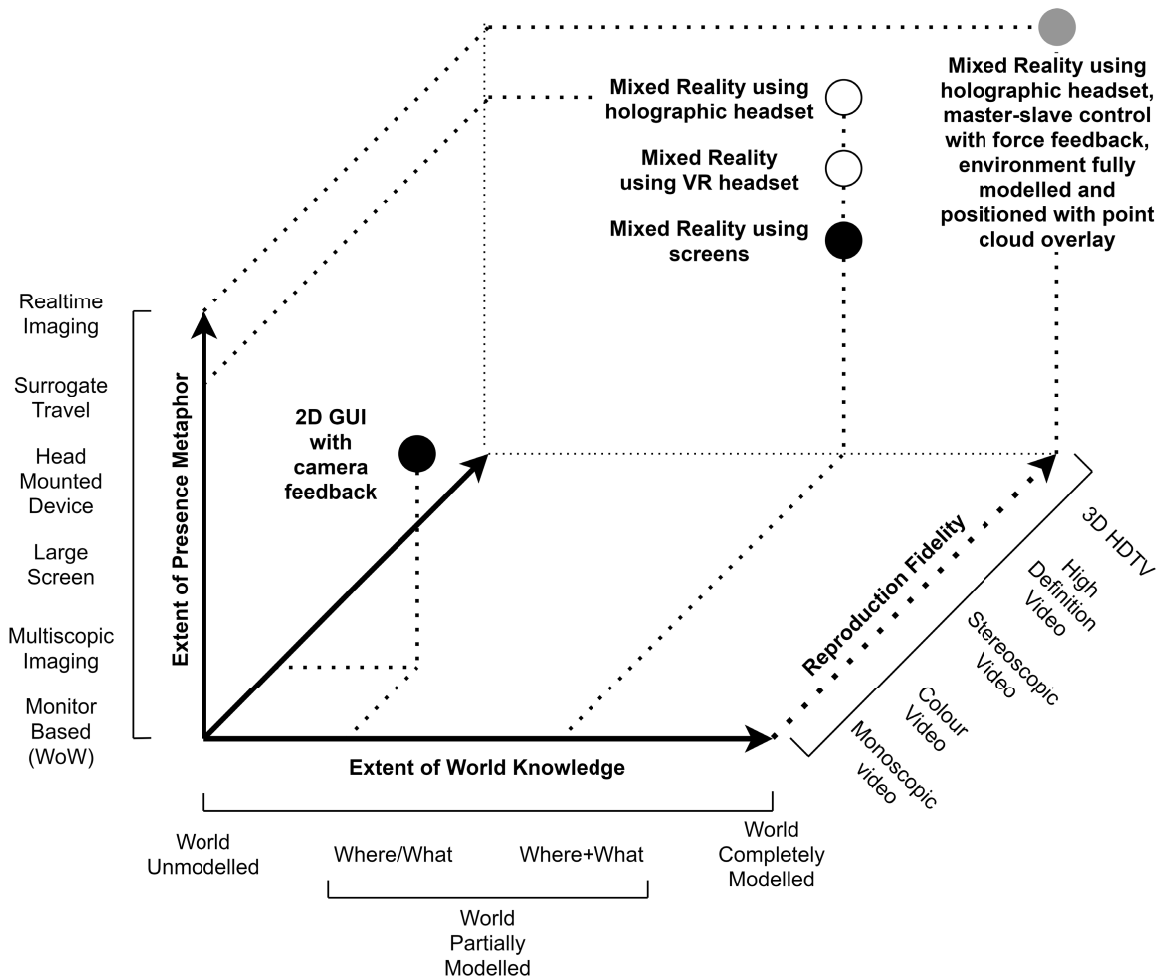 Mixed Reality using
holographic headset
Mixed Reality
using VR headset
Mixed Reality using
screens
Mixed Reality using
holographic headset,
master-slave control
with force feedback,
environment fully
modelled and
positioned with point
cloud overlay
Realtime
Imaging
Surrogate
Travel
Head
Mounted
Device
Large
Screen
Multiscopic
Imaging
Monitor
Based
(WoW)
Extent of Presence Metaphor
2D GUI
with
camera
feedback
Reproduction Fidelity
3D HDTV
High
Definition
Video
Stereoscopic
Video
Colour
Video
Monoscopic
video
Extent of World Knowledge
World
Unmodelled
Where/What
Where+What
World
Completely
Modelled
World
Partially
Modelled